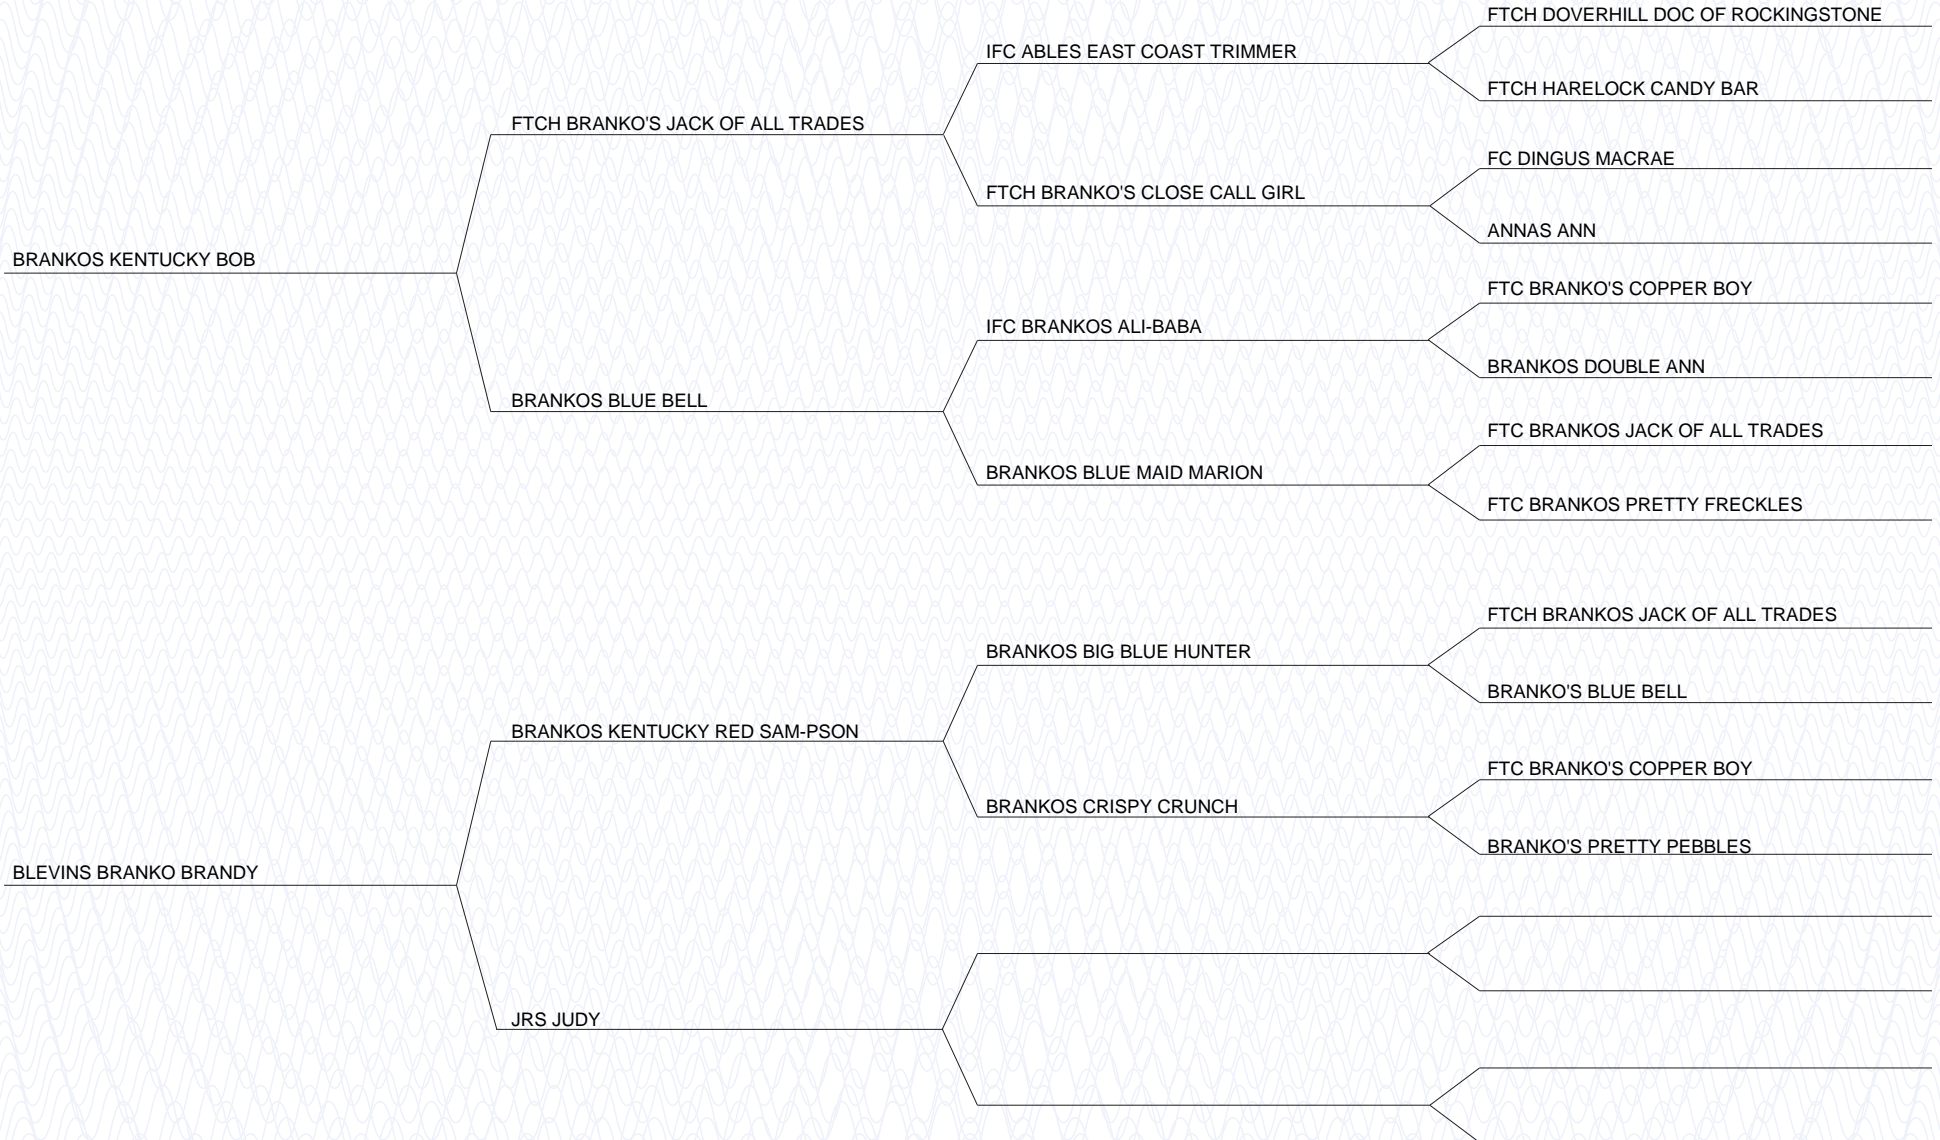 FTCH DOVERHILL DOC OF ROCKINGSTONE
IFC ABLES EAST COAST TRIMMER
FTCH HARELOCK CANDY BAR
FTCH BRANKO'S JACK OF ALL TRADES
FC DINGUS MACRAE
FTCH BRANKO'S CLOSE CALL GIRL
ANNAS ANN
BRANKOS KENTUCKY BOB
FTC BRANKO'S COPPER BOY
IFC BRANKOS ALI-BABA
BRANKOS DOUBLE ANN
BRANKOS BLUE BELL
FTC BRANKOS JACK OF ALL TRADES
BRANKOS BLUE MAID MARION
FTC BRANKOS PRETTY FRECKLES
FTCH BRANKOS JACK OF ALL TRADES
BRANKOS BIG BLUE HUNTER
BRANKO'S BLUE BELL
BRANKOS KENTUCKY RED SAM-PSON
FTC BRANKO'S COPPER BOY
BRANKOS CRISPY CRUNCH
BRANKO'S PRETTY PEBBLES
BLEVINS BRANKO BRANDY
JRS JUDY